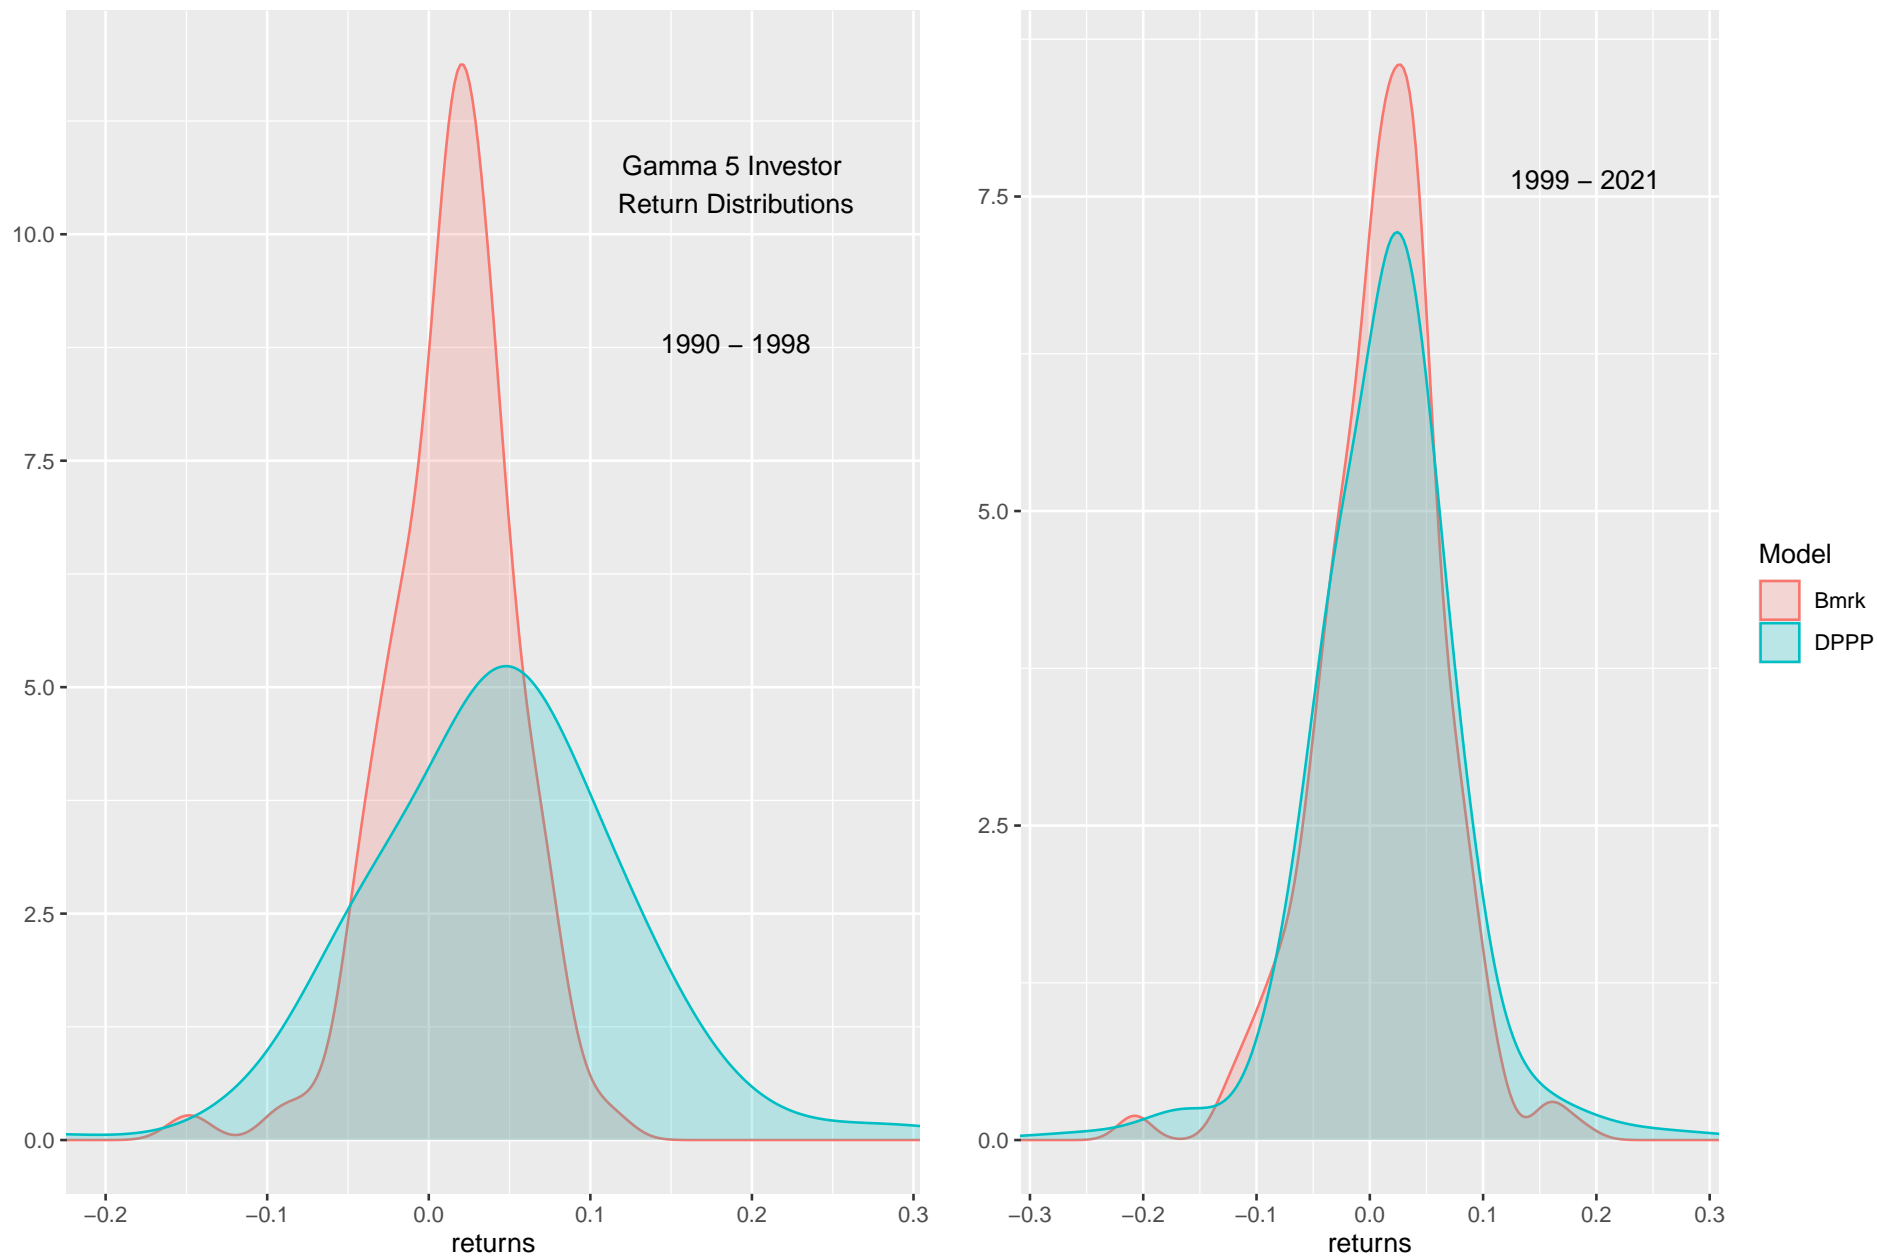 Gamma 5 Investor
Return Distributions
1990 – 1998
10.0
7.5
5.0
2.5
0.0
−0.2 −0.1 0.0 0.1 0.2 0.3
returns
1999 – 2021
7.5
5.0
2.5
0.0
−0.3 −0.2 −0.1 0.0 0.1 0.2 0.3
returns
Model
Bmrk
DPPP